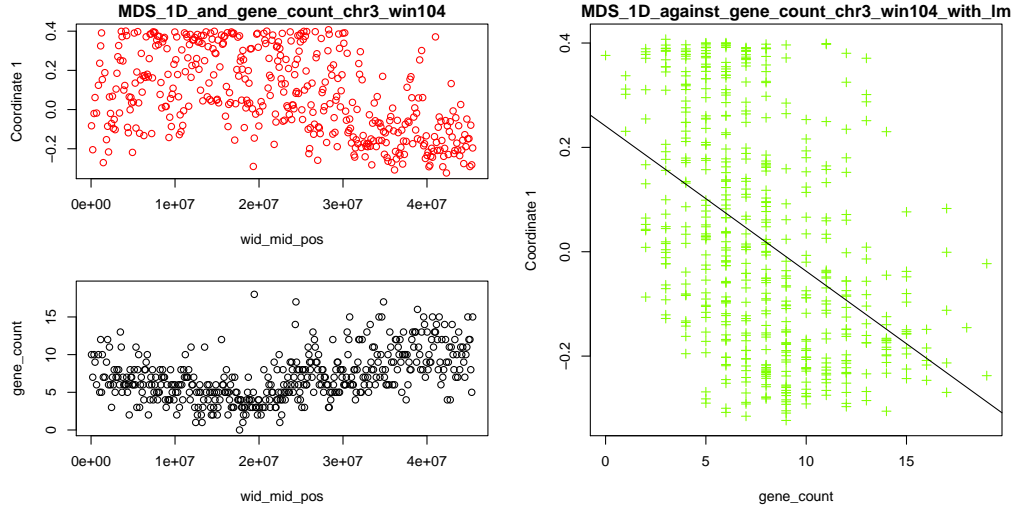 MDS_1D_and_gene_count_chr3_win104
Coordinate 1
0.4
0.2
0.0
−0.2
0e+00 1e+07 2e+07 3e+07 4e+07
wid_mid_pos
gene_count
15
10
5
0
0e+00 1e+07 2e+07 3e+07 4e+07
wid_mid_pos
MDS_1D_against_gene_count_chr3_win104_with_lm
Coordinate 1
0.4
0.2
0.0
−0.2
0 5 10 15
gene_count